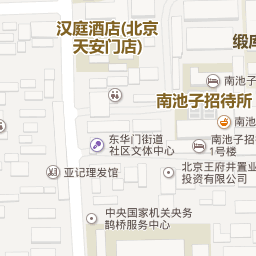 汉庭酒店(北京
天安门店)
缎库
南池子
南池子招待所
东华门街道
社区文体中心
南池子招
1号楼
亚记理发馆
北京王府井置业
投资有限公司
中央国家机关央务
鹊桥服务中心